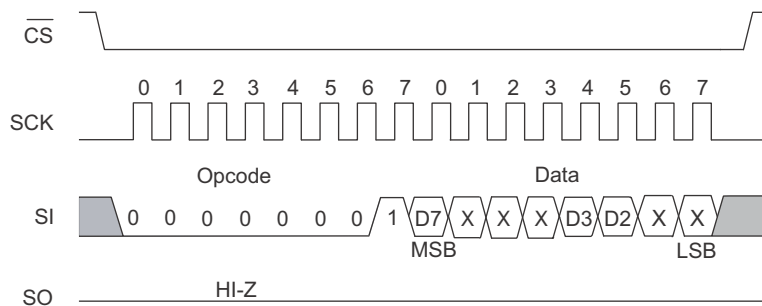 CS
0 1 2 3 4 5 6 7 0 1 2 3 4 5 6 7
SCK
Opcode Data
SI 0 0 0 0 0 0 0 1 D7 X X X D3 D2 X X
MSB LSB
HI-Z
SO